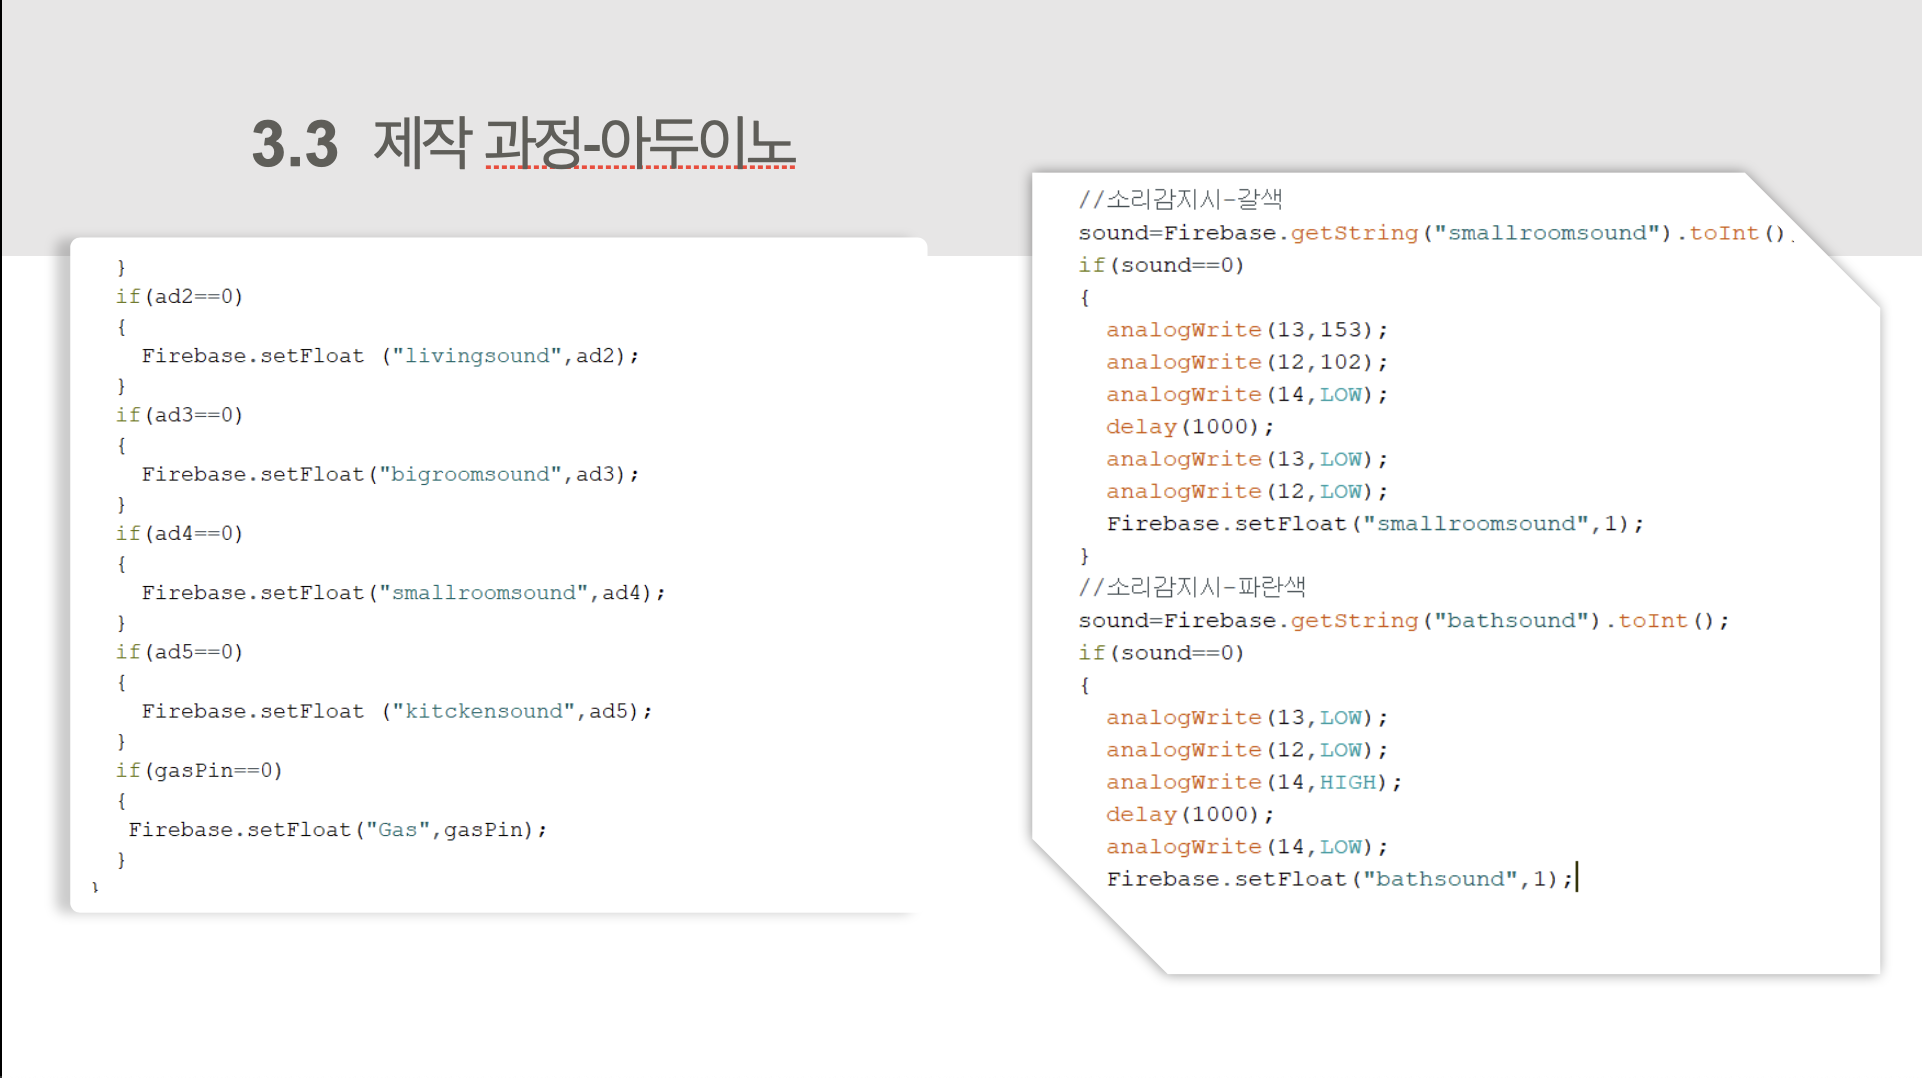 3.3 제작 과정-아두이노
}
if(ad2==0)
{
Firebase.setFloat ("livingsound",ad2);
}
if(ad3==0)
{
Firebase.setFloat("bigroomsound",ad3);
}
if(ad4==0)
{
Firebase.setFloat("smallroomsound",ad4);
}
if(ad5==0)
{
Firebase.setFloat ("kitckensound",ad5);
}
if(gasPin==0)
{
Firebase.setFloat("Gas",gasPin);
}
}
//소리감지시-갈색
sound=Firebase.getString("smallroomsound").toInt();
if(sound==0)
{
analogWrite(13,153);
analogWrite(12,102);
analogWrite(14,LOW);
delay(1000);
analogWrite(13,LOW);
analogWrite(12,LOW);
Firebase.setFloat("smallroomsound",1);
}
//소리감지시-파란색
sound=Firebase.getString("bathsound").toInt();
if(sound==0)
{
analogWrite(13,LOW);
analogWrite(12,LOW);
analogWrite(14,HIGH);
delay(1000);
analogWrite(14,LOW);
Firebase.setFloat("bathsound",1);